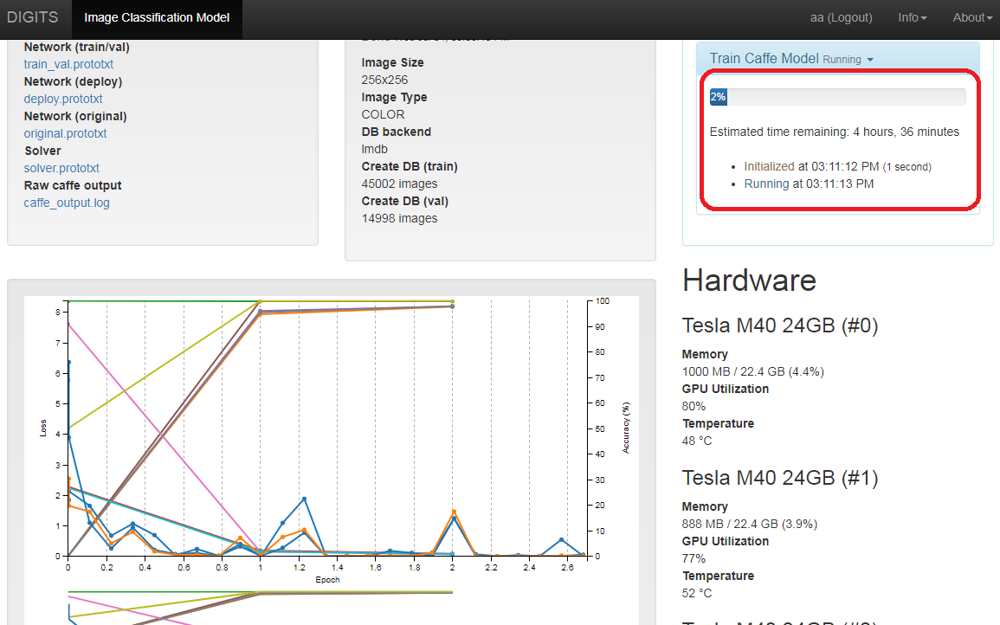 DIGITS Image Classification Model aa (Logout) Info About
Network (train/val)
train_val.prototxt
Network (deploy)
deploy.prototxt
Network (original)
original.prototxt
Solver
solver.prototxt
Raw caffe output
caffe_output.log
Image Size
256x256
Image Type
COLOR
DB backend
lmdb
Create DB (train)
45002 images
Create DB (val)
14998 images
Train Caffe Model Running
2%
Estimated time remaining: 4 hours, 36 minutes
• Initialized at 03:11:12 PM (1 second)
• Running at 03:11:13 PM
8
7
6
5
4
3
2
1
0
Loss
100
90
80
70
60
50
40
30
20
10
0
Accuracy (%)
0 0.2 0.4 0.6 0.8 1 1.2 1.4 1.6 1.8 2 2.2 2.4 2.6
Epoch
Hardware
Tesla M40 24GB (#0)
Memory
1000 MB / 22.4 GB (4.4%)
GPU Utilization
80%
Temperature
48 °C
Tesla M40 24GB (#1)
Memory
888 MB / 22.4 GB (3.9%)
GPU Utilization
77%
Temperature
52 °C